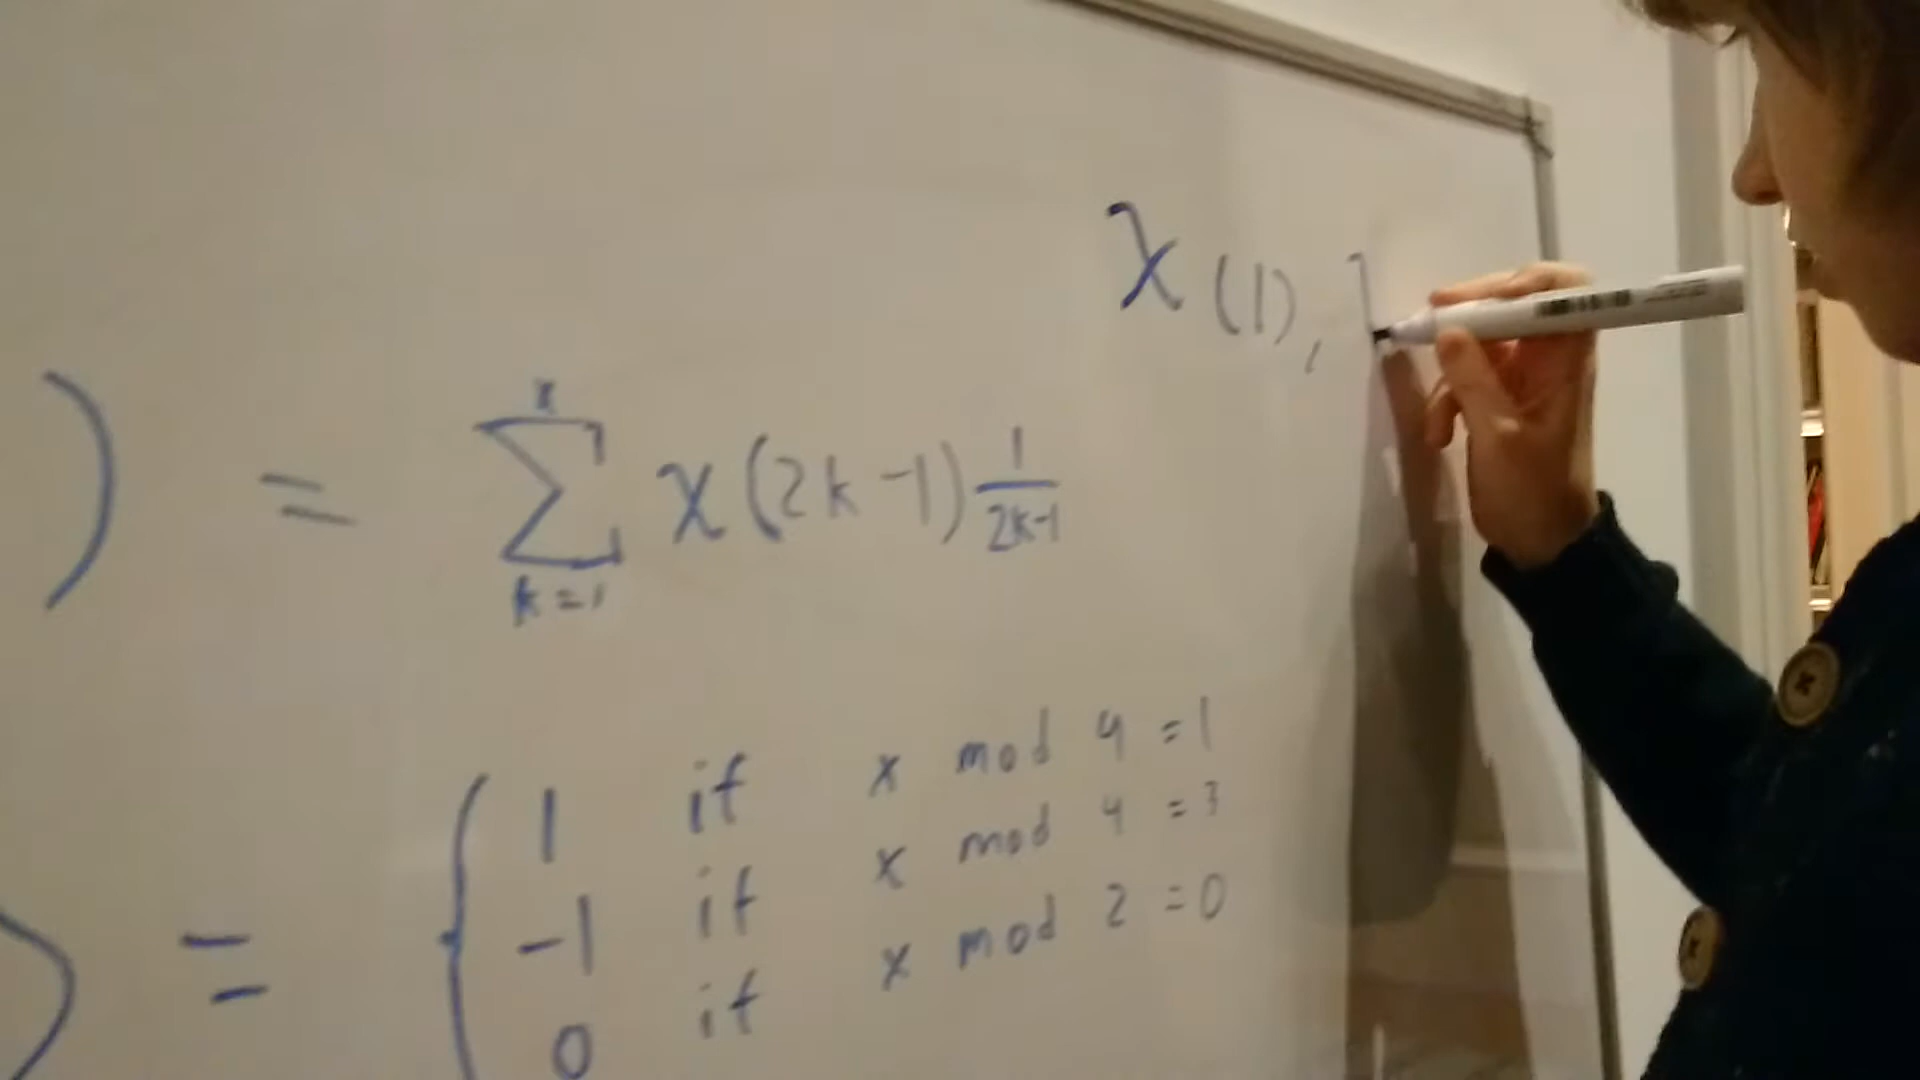 χ(1),
) = x∑k=1 χ(2k-1) 1/2k-1
) = { 1 if x mod 4 = 1
-1 if x mod 4 = 3
0 if x mod 2 = 0